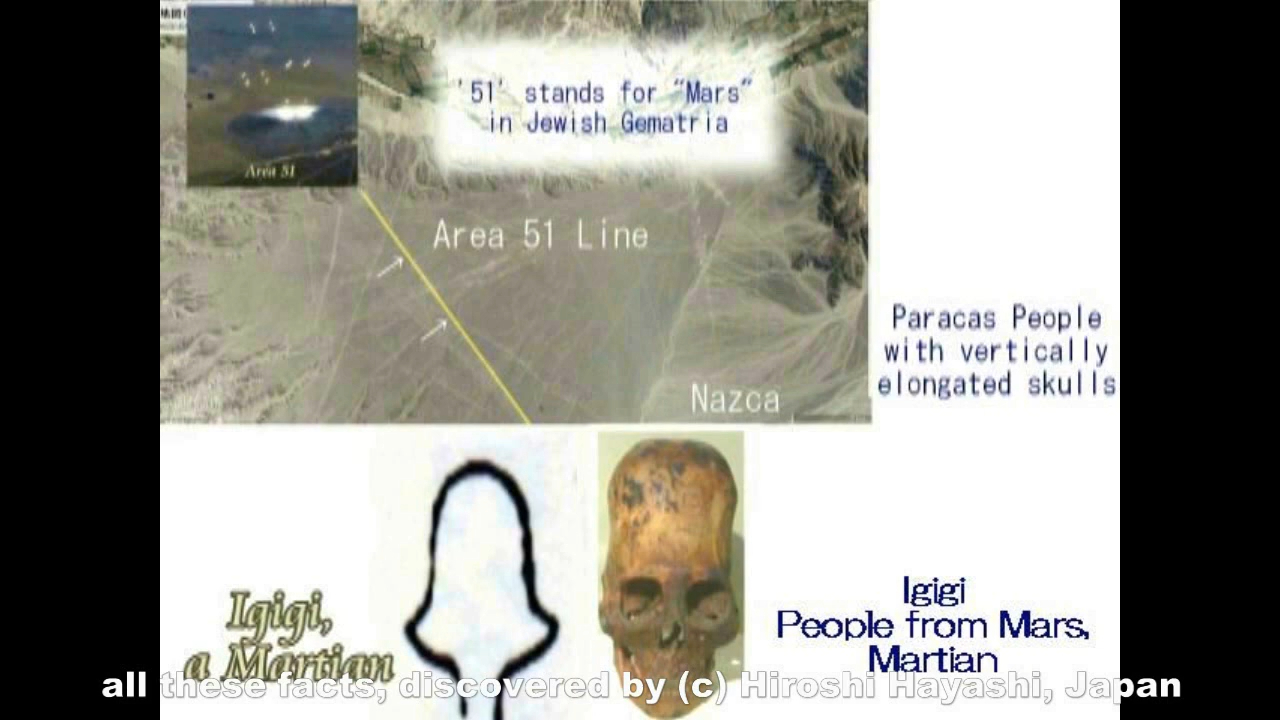 '51' stands for "Mars"
in Jewish Gematria
Area 51
Area 51 Line
Nazca
Paracas People
with vertically
elongated skulls
Igigi,
a Martian
Igigi
People from Mars,
Martian
all these facts, discovered by (c) Hiroshi Hayashi, Japan